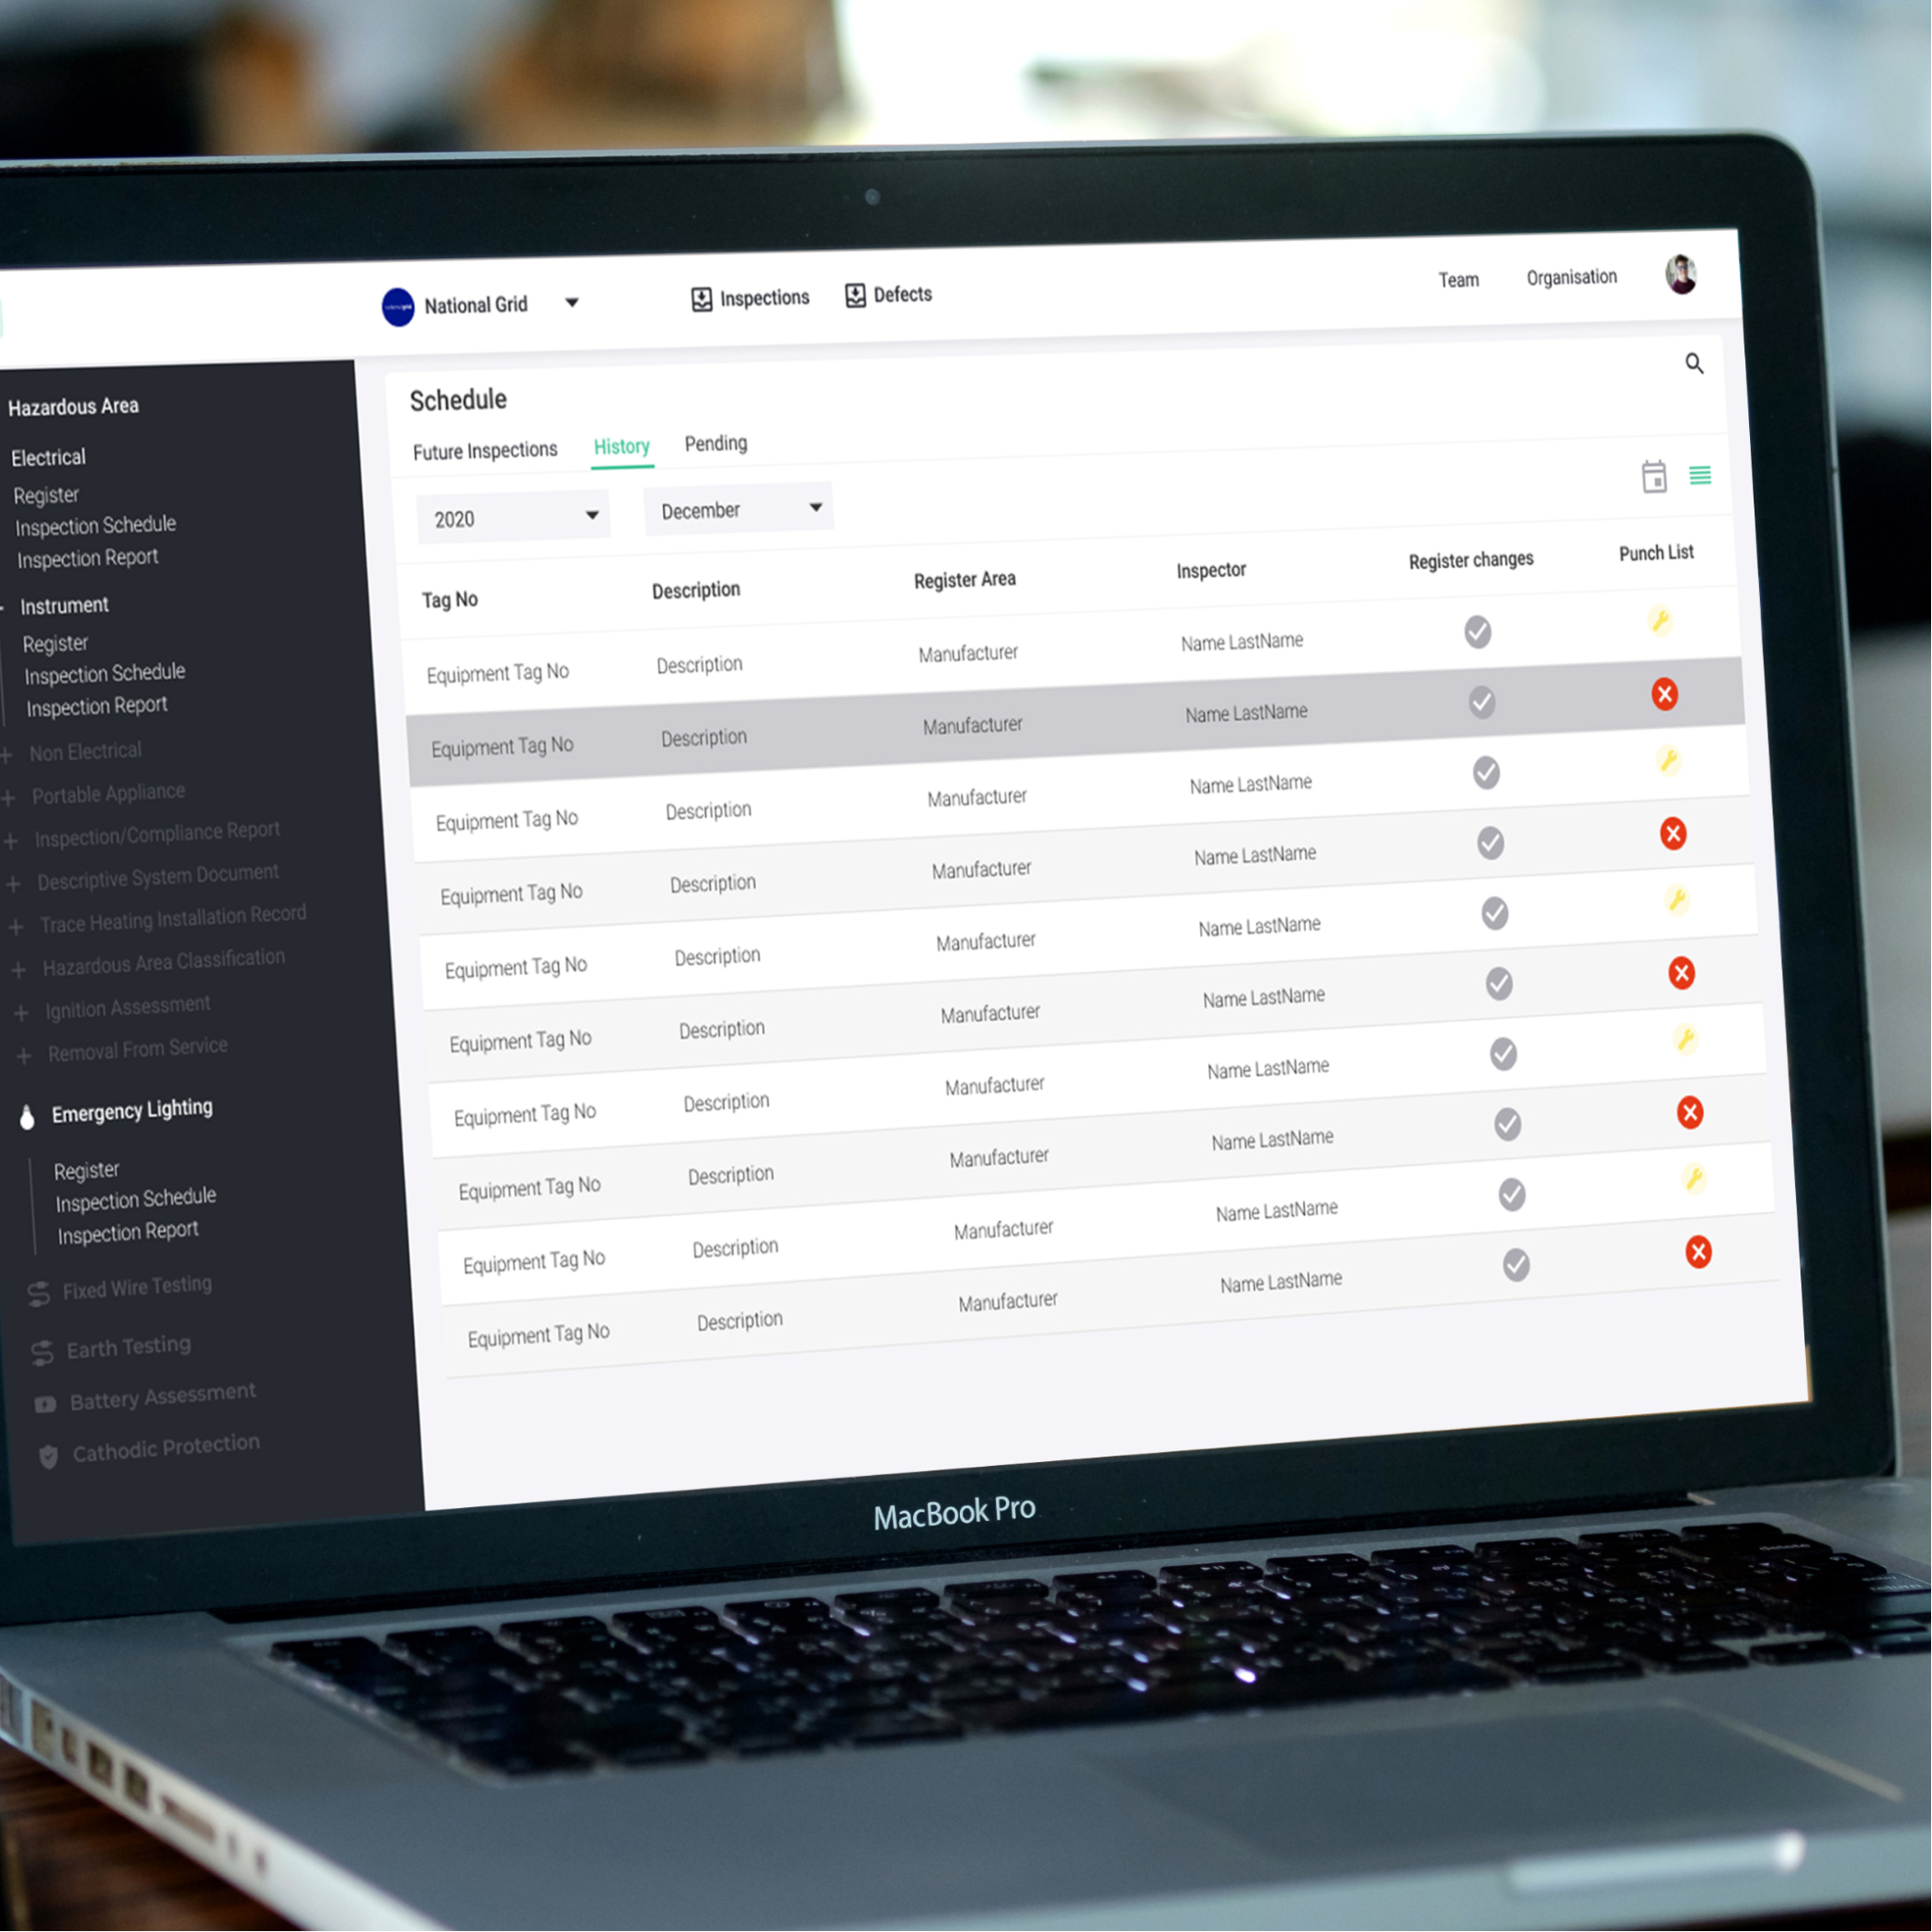 National Grid
Inspections
Defects
Team
Organisation
Hazardous Area
Electrical
Register
Inspection Schedule
Inspection Report
Instrument
Register
Inspection Schedule
Inspection Report
Non Electrical
Portable Appliance
Inspection/Compliance Report
Descriptive System Document
Trace Heating Installation Record
Hazardous Area Classification
Ignition Assessment
Removal From Service
Emergency Lighting
Register
Inspection Schedule
Inspection Report
Fixed Wire Testing
Earth Testing
Battery Assessment
Cathodic Protection
Schedule
Future Inspections History Pending
2020 December
Tag No Description Register Area Inspector Register changes Punch List
Equipment Tag No Description Manufacturer Name LastName
Equipment Tag No Description Manufacturer Name LastName
Equipment Tag No Description Manufacturer Name LastName
Equipment Tag No Description Manufacturer Name LastName
Equipment Tag No Description Manufacturer Name LastName
Equipment Tag No Description Manufacturer Name LastName
Equipment Tag No Description Manufacturer Name LastName
Equipment Tag No Description Manufacturer Name LastName
Equipment Tag No Description Manufacturer Name LastName
Equipment Tag No Description Manufacturer Name LastName
MacBook Pro